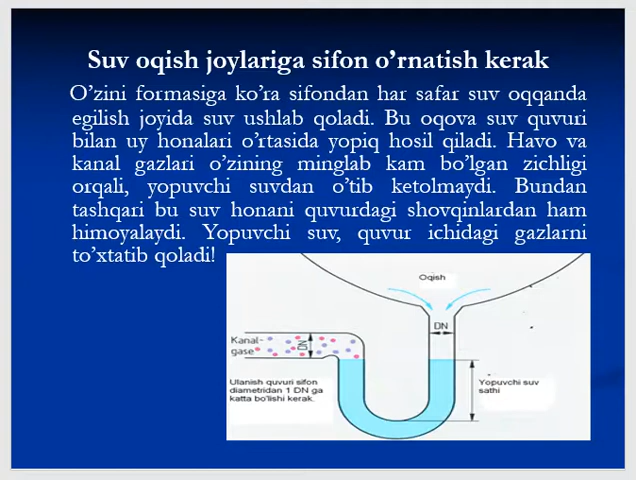 Suv oqish joylariga sifon o’rnatish kerak
O’zini formasiga ko’ra sifondan har safar suv oqqanda
egilish joyida suv ushlab qoladi. Bu oqova suv quvuri
bilan uy honalari o’rtasida yopiq hosil qiladi. Havo va
kanal gazlari o’zining minglab kam bo’lgan zichligi
orqali, yopuvchi suvdan o’tib ketolmaydi. Bundan
tashqari bu suv honani quvurdagi shovqinlardan ham
himoyalaydi. Yopuvchi suv, quvur ichidagi gazlarni
to’xtatib qoladi!
Oqish
DN
Kanal-
gase
DN
Ulanish quvuri sifon
diametridan 1 DN ga
katta bo'lishi kerak.
Yopuvchi suv
sathi